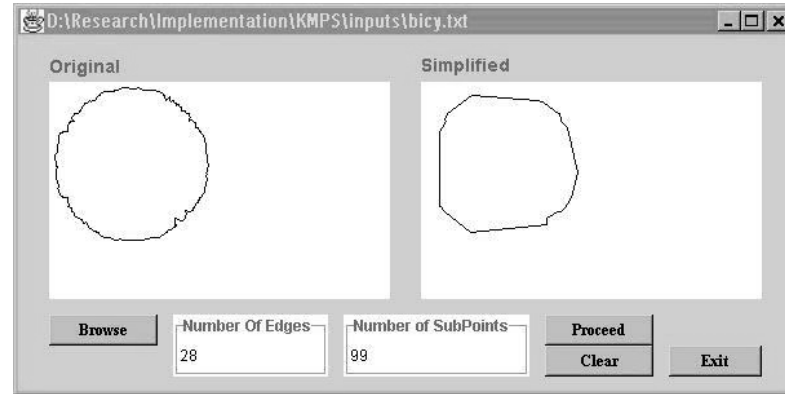 D:\Research\Implementation\KMPS\inputs\bicy.txt
Original
Simplified
Browse
Number Of Edges
28
Number of SubPoints
99
Proceed
Clear
Exit